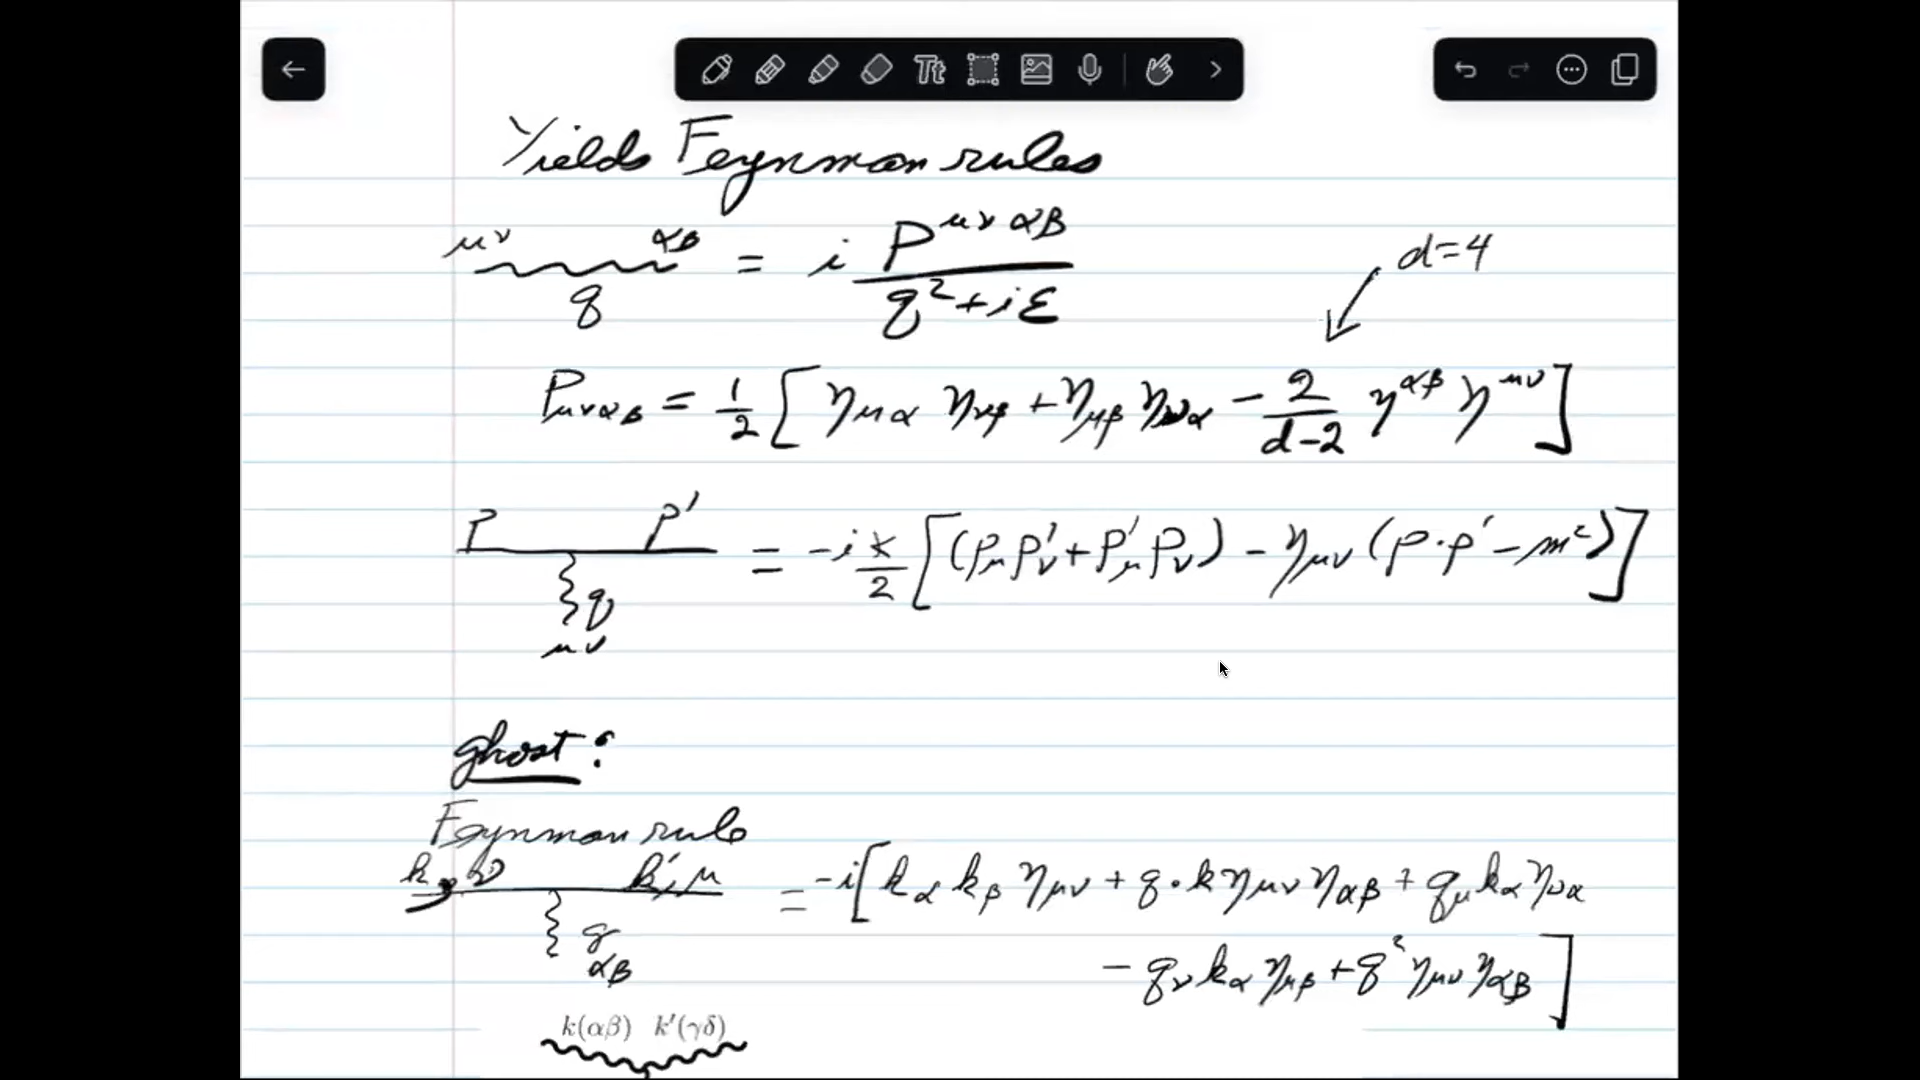 Tt
Yields Feynman rules
μν αβ = i P^{μν αβ} / (q² + iε)
q
d=4
P_{μναβ} = 1/2 [ η_{μα} η_{νβ} + η_{μβ} η_{να} - 2/(d-2) η^{αβ} η^{μν} ]
p p' = -i κ/2 [ (p_μ p'_ν + p'_μ p_ν) - η_{μν} (p·p' - m²) ]
q
μν
ghost:
Feynman rule
k, ν k', μ = -i [ k_α k_β η_{μν} + q·k η_{μν} η_{αβ} + q_μ k_α η_{να}
q
αβ
- q_ν k_α η_{μβ} + q² η_{μν} η_{αβ} ]
k(αβ) k′(γδ)